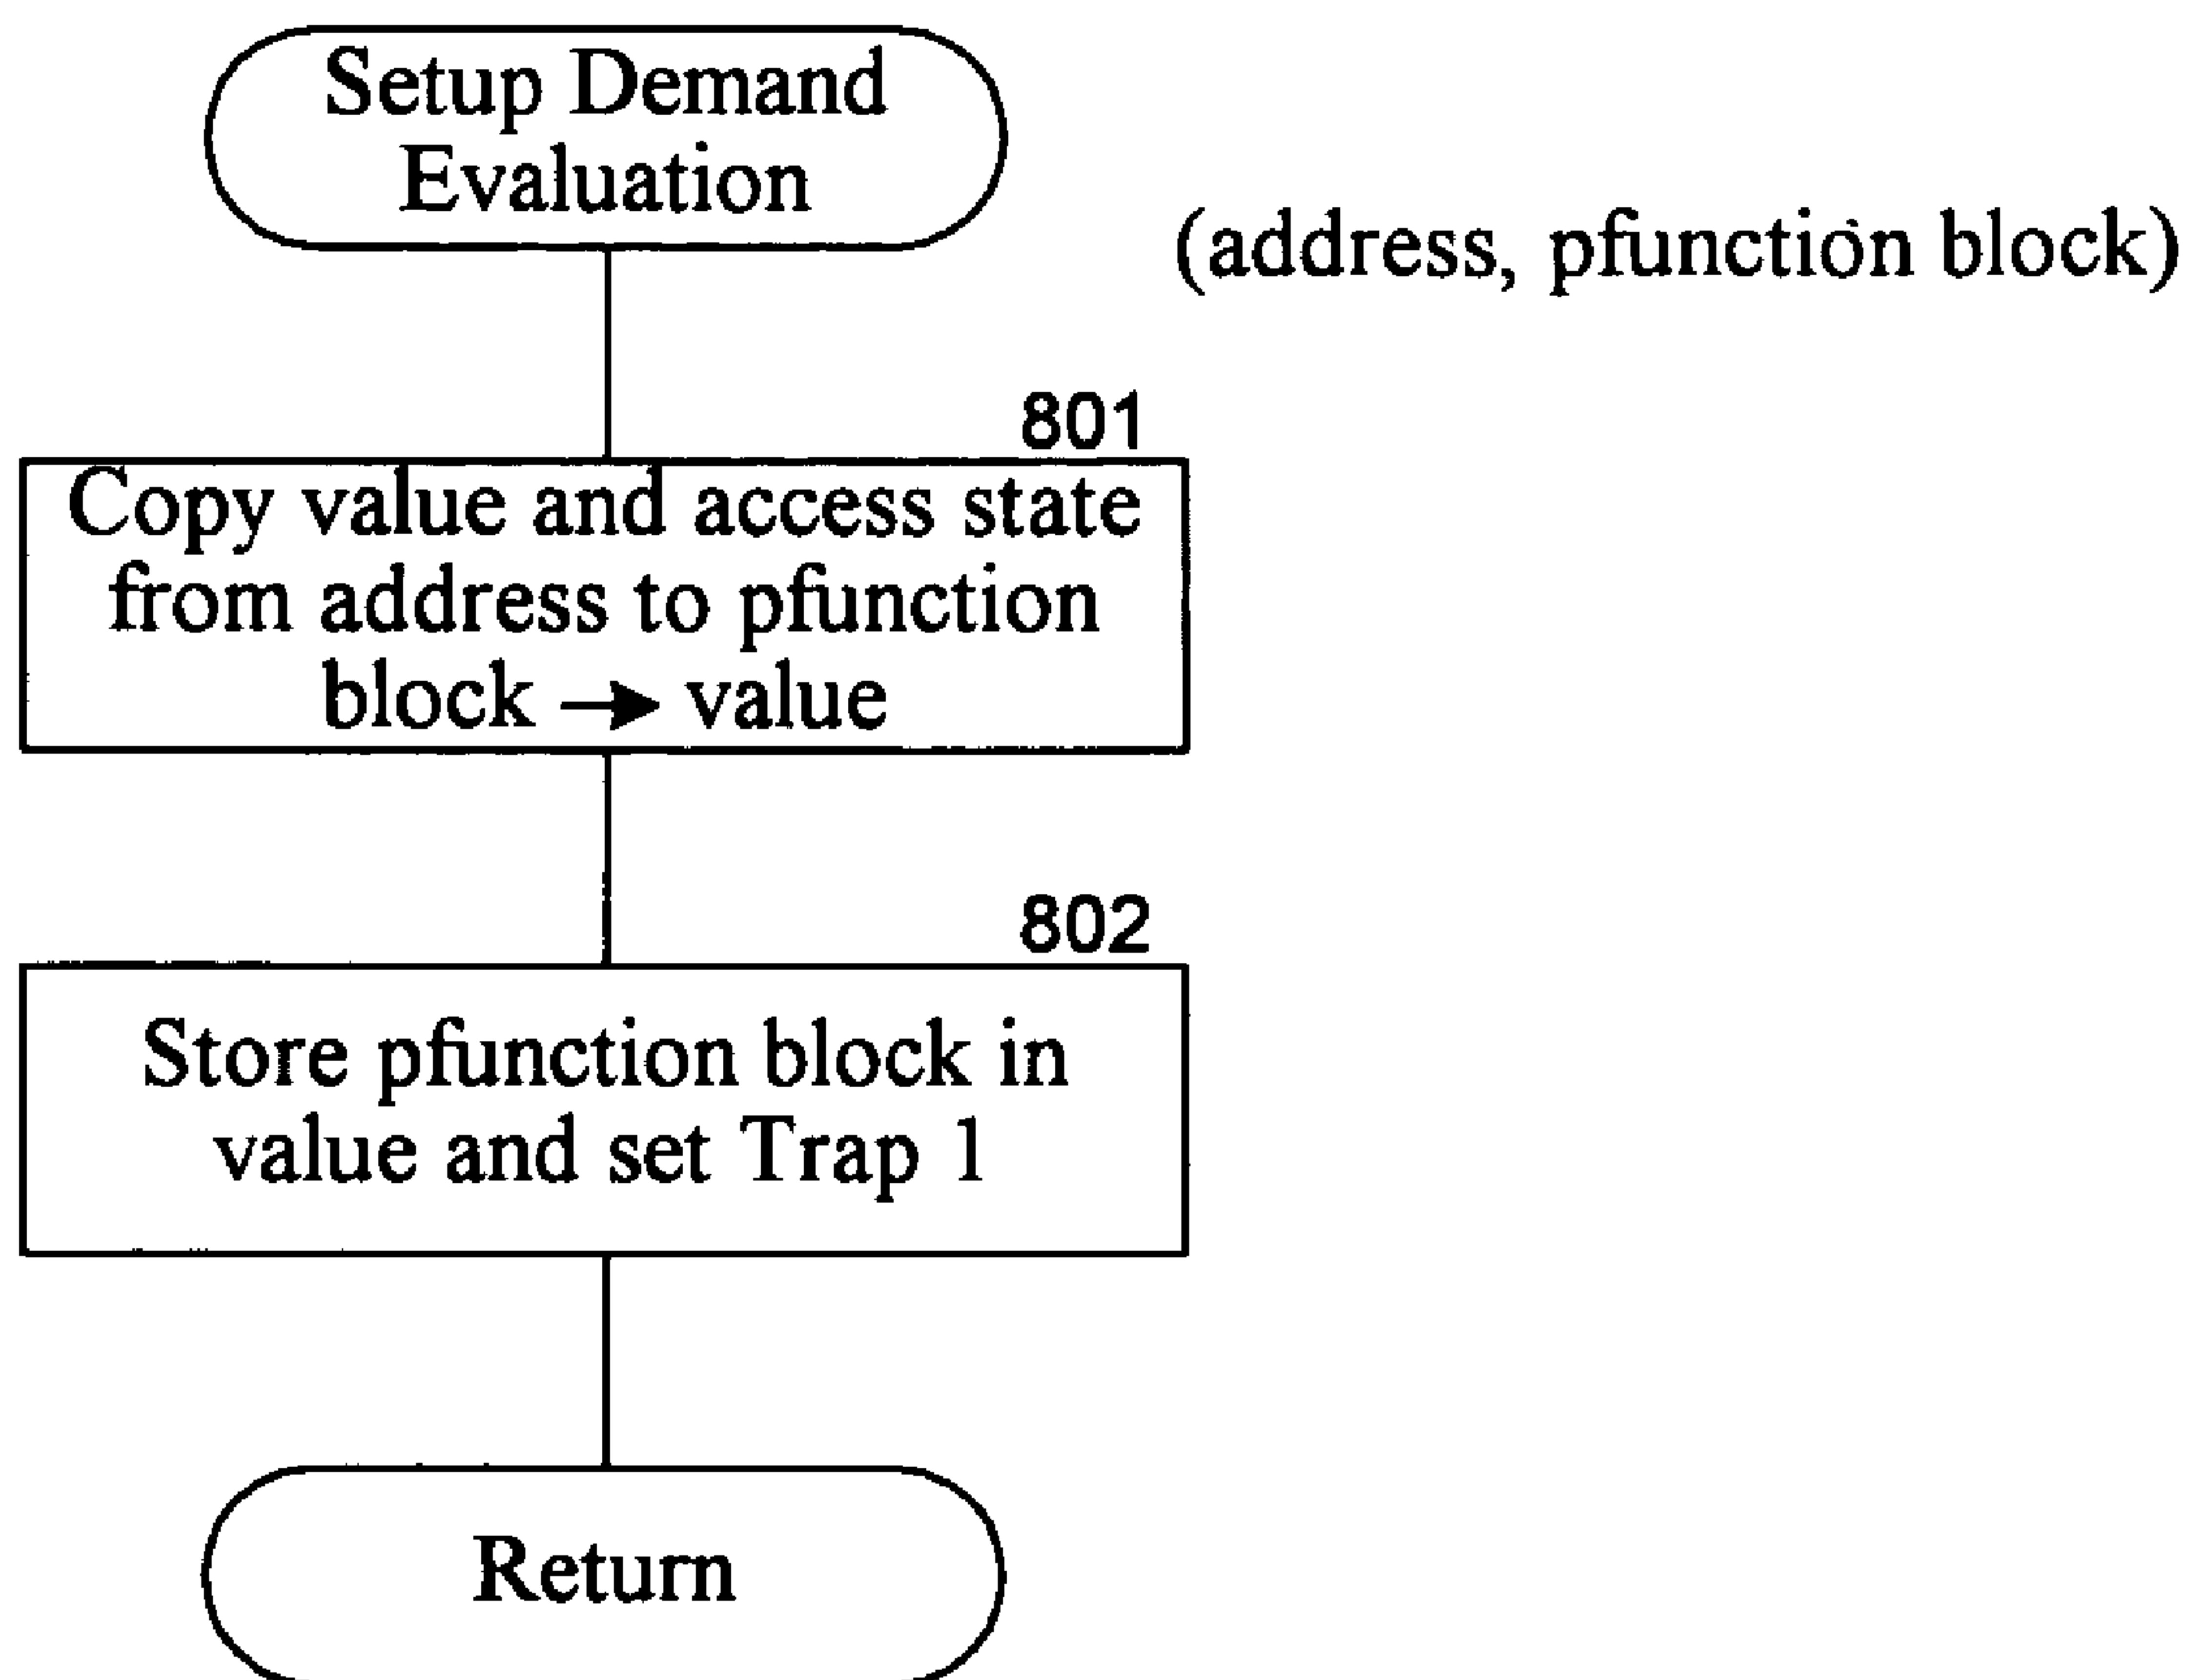 Setup Demand
Evaluation
(address, pfunction block)
801
Copy value and access state
from address to pfunction
block → value
802
Store pfunction block in
value and set Trap 1
Return